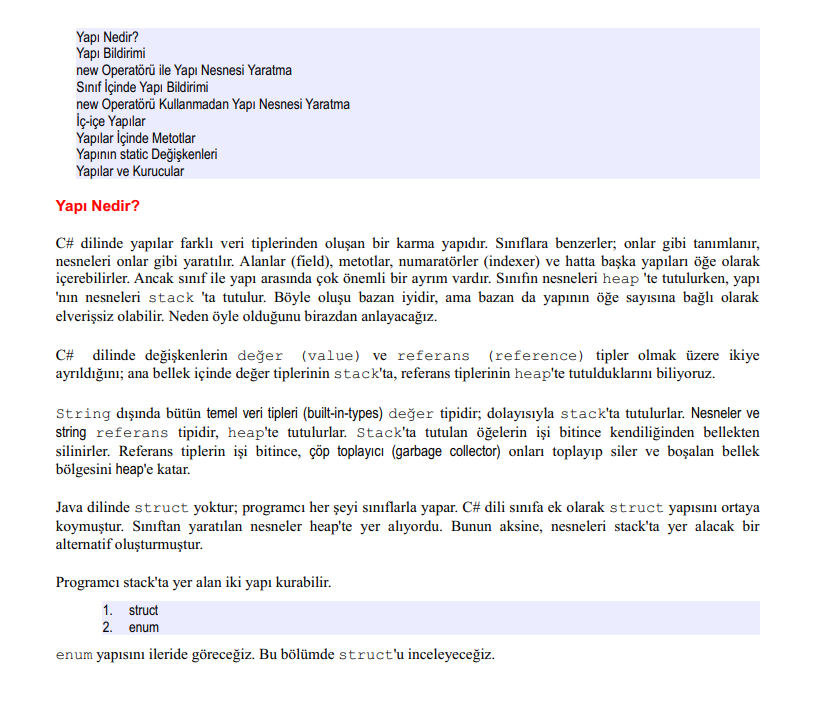 Yapı Nedir?
Yapı Bildirimi
new Operatörü ile Yapı Nesnesi Yaratma
Sınıf İçinde Yapı Bildirimi
new Operatörü Kullanmadan Yapı Nesnesi Yaratma
İç-içe Yapılar
Yapılar İçinde Metotlar
Yapının static Değişkenleri
Yapılar ve Kurucular
Yapı Nedir?
C# dilinde yapılar farklı veri tiplerinden oluşan bir karma yapıdır. Sınıflara benzerler; onlar gibi tanımlanır,
nesneleri onlar gibi yaratılır. Alanlar (field), metotlar, numaratörler (indexer) ve hatta başka yapıları öğe olarak
içerebilirler. Ancak sınıf ile yapı arasında çok önemli bir ayrım vardır. Sınıfın nesneleri heap 'te tutulurken, yapı
'nın nesneleri stack 'ta tutulur. Böyle oluşu bazan iyidir, ama bazan da yapının öğe sayısına bağlı olarak
elverişsiz olabilir. Neden öyle olduğunu birazdan anlayacağız.
C# dilinde değişkenlerin değer (value) ve referans (reference) tipler olmak üzere ikiye
ayrıldığını; ana bellek içinde değer tiplerinin stack'ta, referans tiplerinin heap'te tutulduklarını biliyoruz.
String dışında bütün temel veri tipleri (built-in-types) değer tipidir; dolayısıyla stack'ta tutulurlar. Nesneler ve
string referans tipidir, heap'te tutulurlar. Stack'ta tutulan öğelerin işi bitince kendiliğinden bellekten
silinirler. Referans tiplerin işi bitince, çöp toplayıcı (garbage collector) onları toplayıp siler ve boşalan bellek
bölgesini heap'e katar.
Java dilinde struct yoktur; programcı her şeyi sınıflarla yapar. C# dili sınıfa ek olarak struct yapısını ortaya
koymuştur. Sınıftan yaratılan nesneler heap'te yer alıyordu. Bunun aksine, nesneleri stack'ta yer alacak bir
alternatif oluşturmuştur.
Programcı stack'ta yer alan iki yapı kurabilir.
1. struct
2. enum
enum yapısını ileride göreceğiz. Bu bölümde struct'u inceleyeceğiz.